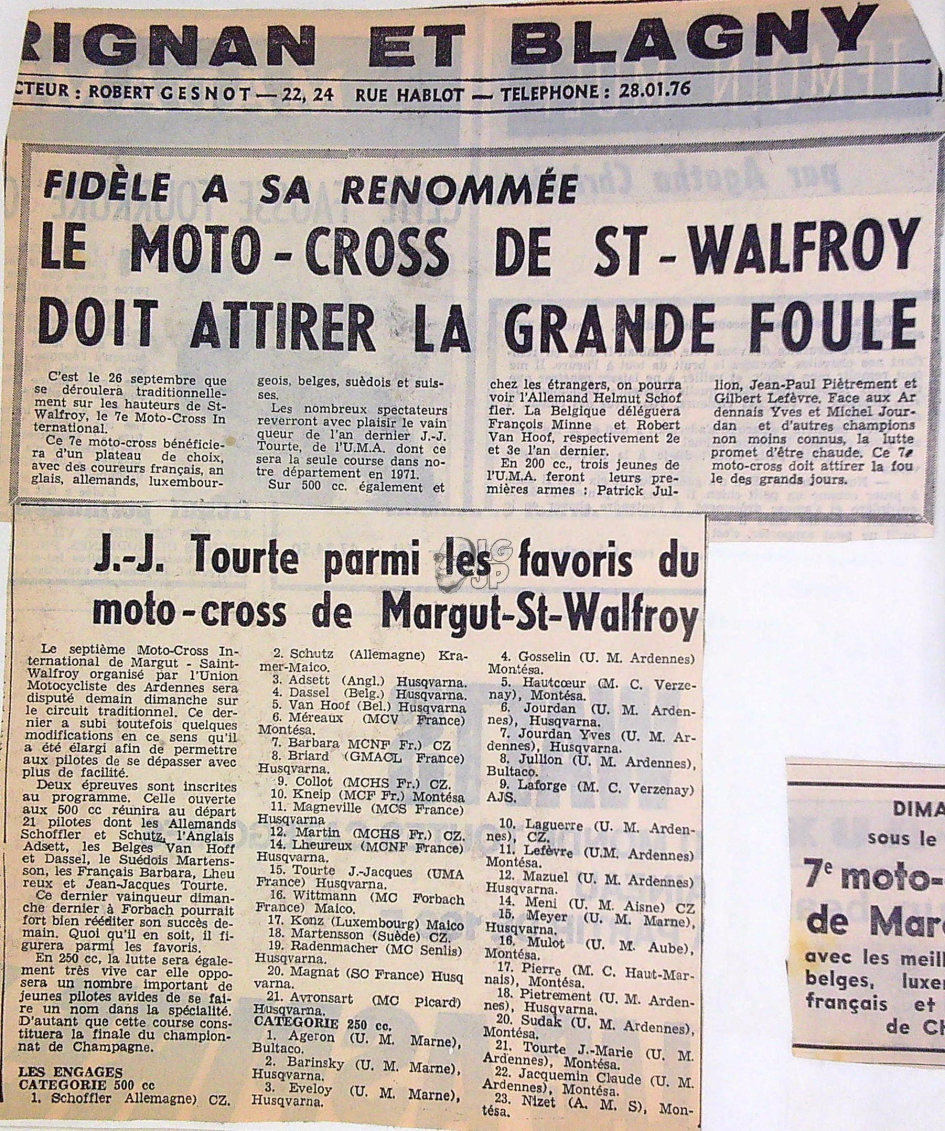 RIGNAN ET BLAGNY
CTEUR : ROBERT GESNOT — 22, 24 RUE HABLOT — TELEPHONE : 28.01.76
FIDÈLE A SA RENOMMÉE
LE MOTO-CROSS DE ST-WALFROY
DOIT ATTIRER LA GRANDE FOULE
C'est le 26 septembre que
se déroulera traditionnelle-
ment sur les hauteurs de St-
Walfroy, le 7e Moto-Cross In
ternational.
Ce 7e moto-cross bénéficie-
ra d'un plateau de choix,
avec des coureurs français, an
glais, allemands, luxembour-
geois, belges, suèdois et suis-
ses.
Les nombreux spectateurs
reverront avec plaisir le vain
queur de l'an dernier J.-J.
Tourte, de l'U.M.A. dont ce
sera la seule course dans no-
tre département en 1971.
Sur 500 cc. également et
chez les étrangers, on pourra
voir l'Allemand Helmut Schof
fler. La Belgique déléguera
François Minne et Robert
Van Hoof, respectivement 2e
et 3e l'an dernier.
En 200 cc., trois jeunes de
l'U.M.A. feront leurs pre-
mières armes : Patrick Jul-
lion, Jean-Paul Piètrement et
Gilbert Lefèvre. Face aux Ar
dennais Yves et Michel Jour-
dan et d'autres champions
non moins connus, la lutte
promet d'être chaude. Ce 7e
moto-cross doit attirer la fou
le des grands jours.
J.-J. Tourte parmi les favoris du
moto-cross de Margut-St-Walfroy
Le septième Moto-Cross In-
ternational de Margut - Saint-
Walfroy organisé par l'Union
Motocycliste des Ardennes sera
disputé demain dimanche sur
le circuit traditionnel. Ce der-
nier a subi toutefois quelques
modifications en ce sens qu'il
a été élargi afin de permettre
aux pilotes de se dépasser avec
plus de facilité.
Deux épreuves sont inscrites
au programme. Celle ouverte
aux 500 cc réunira au départ
21 pilotes dont les Allemands
Schoffler et Schutz, l'Anglais
Adsett, les Belges Van Hoff
et Dassel, le Suédois Martens-
son, les Français Barbara, Lheu
reux et Jean-Jacques Tourte.
Ce dernier vainqueur diman-
che dernier à Forbach pourrait
fort bien rééditer son succès de-
main. Quoi qu'il en soit, il fi-
gurera parmi les favoris.
En 250 cc, la lutte sera égale-
ment très vive car elle oppo-
sera un nombre important de
jeunes pilotes avides de se fai-
re un nom dans la spécialité.
D'autant que cette course cons-
tituera la finale du champion-
nat de Champagne.
LES ENGAGES
CATEGORIE 500 cc
1. Schoffler Allemagne) CZ.
2. Schutz (Allemagne) Kra-
mer-Maico.
3. Adsett (Angl.) Husqvarna.
4. Dassel (Belg.) Husqvarna.
5. Van Hoof (Bel.) Husqvarna
6. Méreaux (MCV France)
Montésa.
7. Barbara MCNF Fr.) CZ
8. Briard (GMACL France)
Husqvarna.
9. Collot (MCHS Fr.) CZ.
10. Kneip (MCF Fr.) Montésa
11. Magneville (MCS France)
Husqvarna
12. Martin (MCHS Fr.) CZ.
14. Lheureux (MCNF France)
Husqvarna.
15. Tourte J.-Jacques (UMA
France) Husqvarna.
16. Wittmann (MC Forbach
France) Maico.
17. Konz (Luxembourg) Maico
18. Martensson (Suède) CZ.
19. Radenmacher (MC Senlis)
Husqvarna.
20. Magnat (SC France) Husq
varna.
21. Avronsart (MC Picard)
Husqvarna.
CATEGORIE 250 cc.
1. Ageron (U. M. Marne),
Bultaco.
2. Barinsky (U. M. Marne),
Husqvarna.
3. Eveloy (U. M. Marne),
Husqvarna.
4. Gosselin (U. M. Ardennes)
Montésa.
5. Hautcœur (M. C. Verze-
nay), Montésa.
6. Jourdan (U. M. Arden-
nes), Husqvarna.
7. Jourdan Yves (U. M. Ar-
dennes), Husqvarna.
8. Jullion (U. M. Ardennes),
Bultaco.
9. Laforge (M. C. Verzenay)
AJS.
10. Laguerre (U. M. Arden-
nes), CZ.
11. Lefèvre (U.M. Ardennes)
Montésa.
12. Mazuel (U. M. Ardennes)
Husqvarna.
14. Meni (U. M. Aisne) CZ
15. Meyer (U. M. Marne),
Husqvarna.
16. Mulot (U. M. Aube),
Montésa.
17. Pierre (M. C. Haut-Mar-
nais), Montésa.
18. Pietrement (U. M. Arden-
nes), Husqvarna.
20. Sudak (U. M. Ardennes),
Montésa.
21. Tourte J.-Marie (U. M.
Ardennes), Montésa.
22. Jacquemin Claude (U. M.
Ardennes), Montésa.
23. Nizet (A. M. S), Mon-
tésa.
DIMA
sous le
7e moto-
de Marg
avec les meill
belges, luxe
français et
de Ch